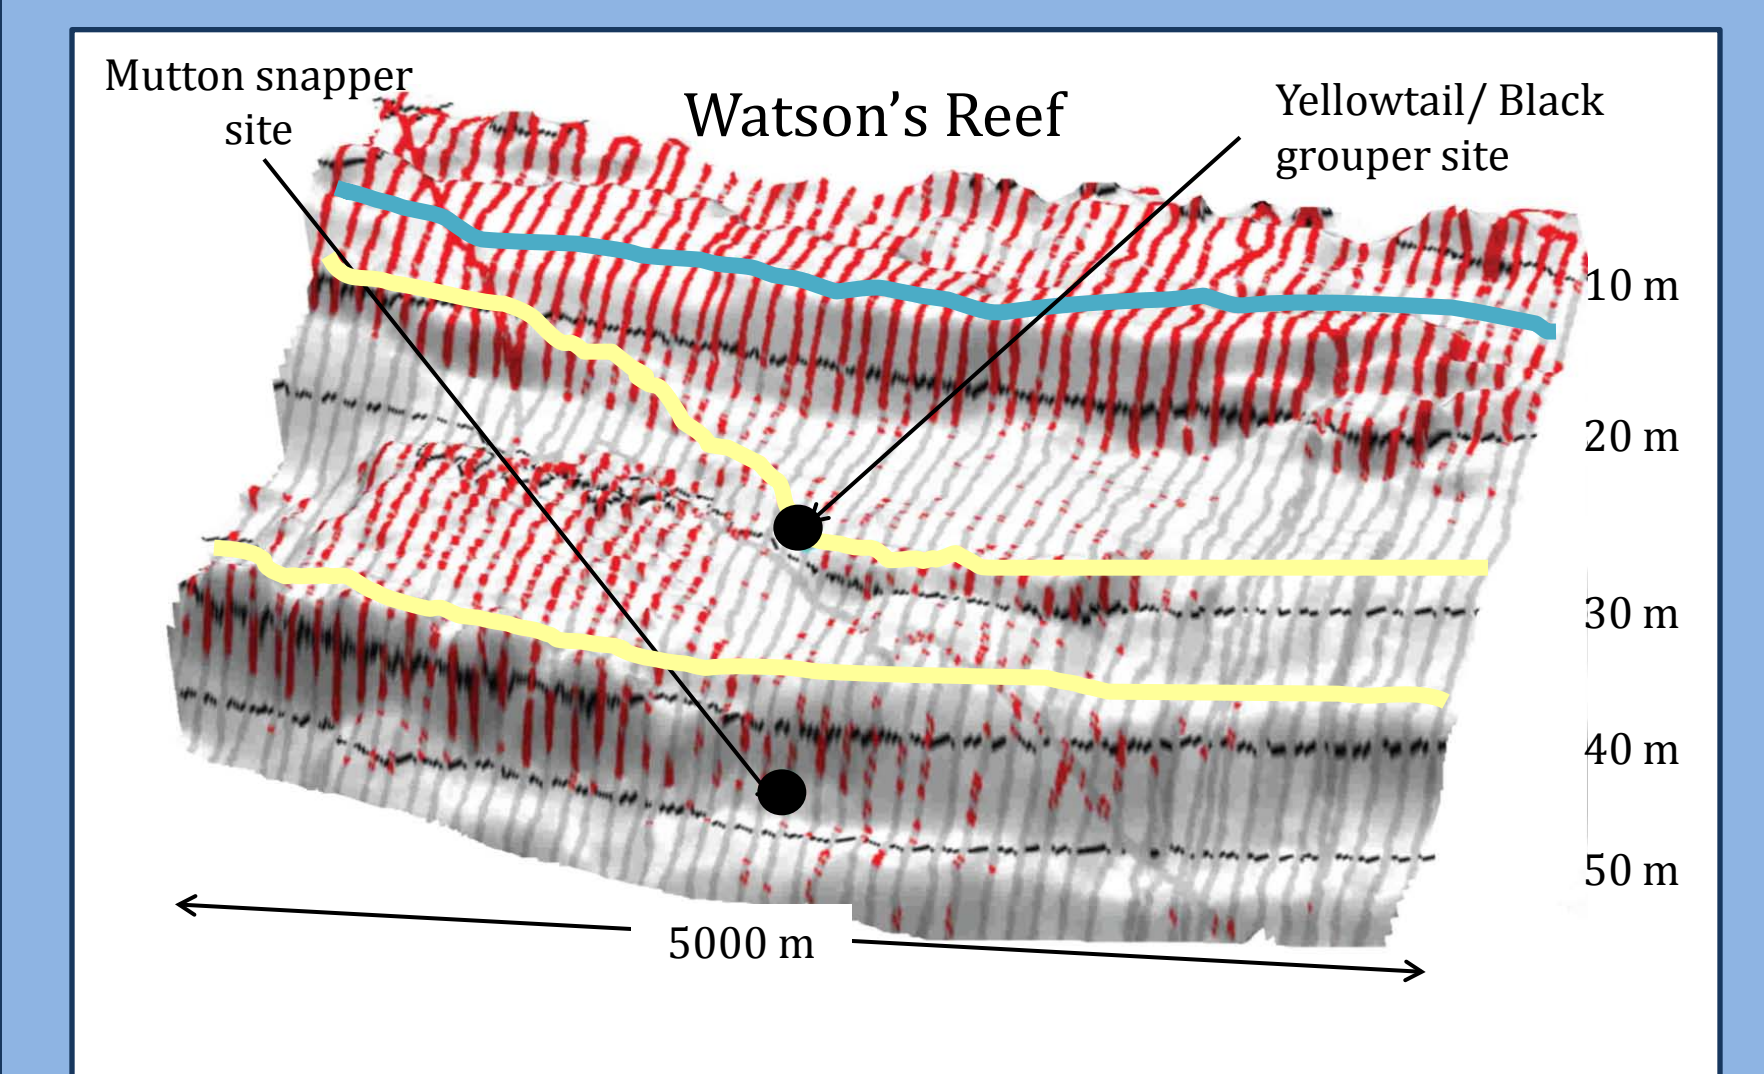 Mutton snapper
site
Watson's Reef
Yellowtail/ Black
grouper site
10 m
20 m
30 m
40 m
50 m
5000 m